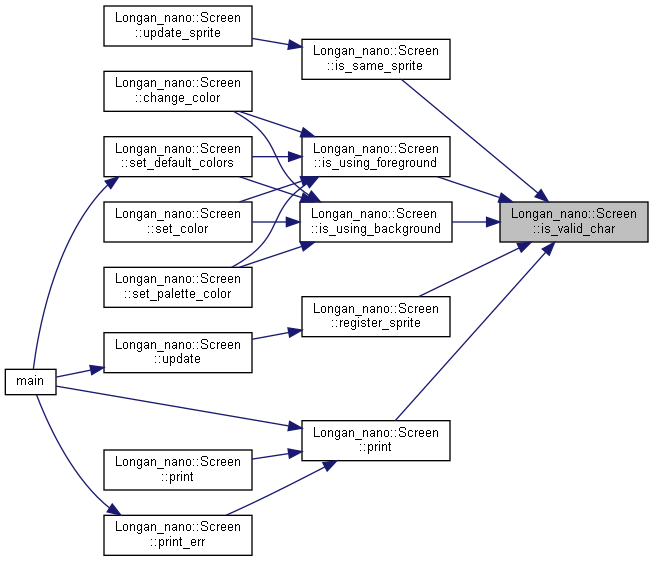 Longan_nano::Screen
::update_sprite
Longan_nano::Screen
::is_same_sprite
Longan_nano::Screen
::change_color
Longan_nano::Screen
::set_default_colors
Longan_nano::Screen
::is_using_foreground
Longan_nano::Screen
::set_color
Longan_nano::Screen
::is_using_background
Longan_nano::Screen
::is_valid_char
Longan_nano::Screen
::set_palette_color
Longan_nano::Screen
::register_sprite
Longan_nano::Screen
::update
main
Longan_nano::Screen
::print
Longan_nano::Screen
::print
Longan_nano::Screen
::print_err